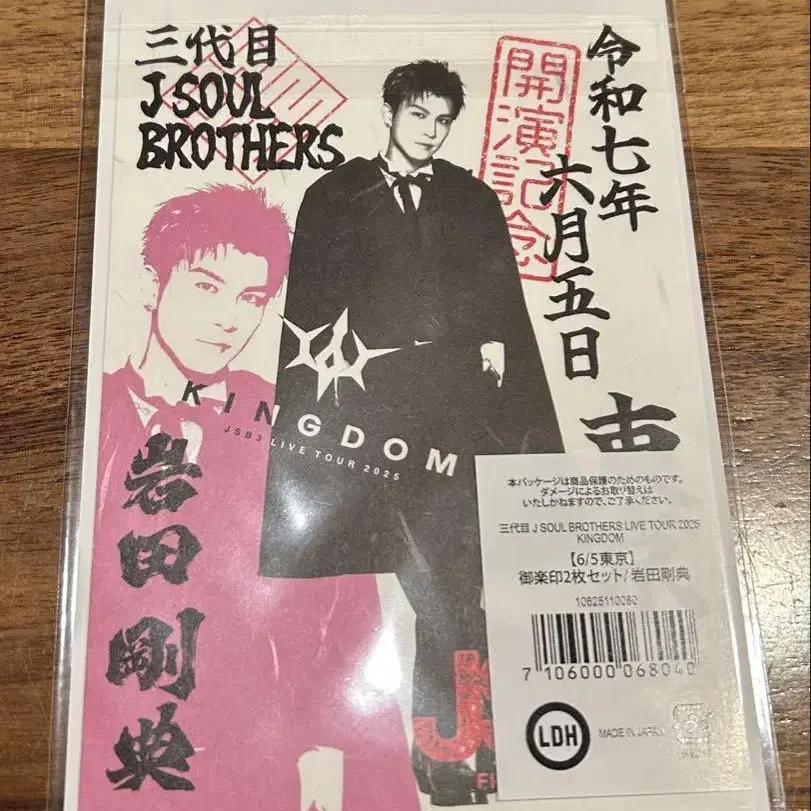 三代目
J SOUL
BROTHERS
開演記念
令和七年
六月五日
KINGDOM
JSB3 LIVE TOUR 2025
岩田剛典
本パッケージは商品保護のためのものです。
ダメージによるお取り替えは
いたしかねますので、ご了承ください。
三代目 J SOUL BROTHERS LIVE TOUR 2025
KINGDOM
【6/5東京】
御楽印2枚セット/岩田剛典
10625110060
7 106000 068040
LDH
MADE IN JAPAN